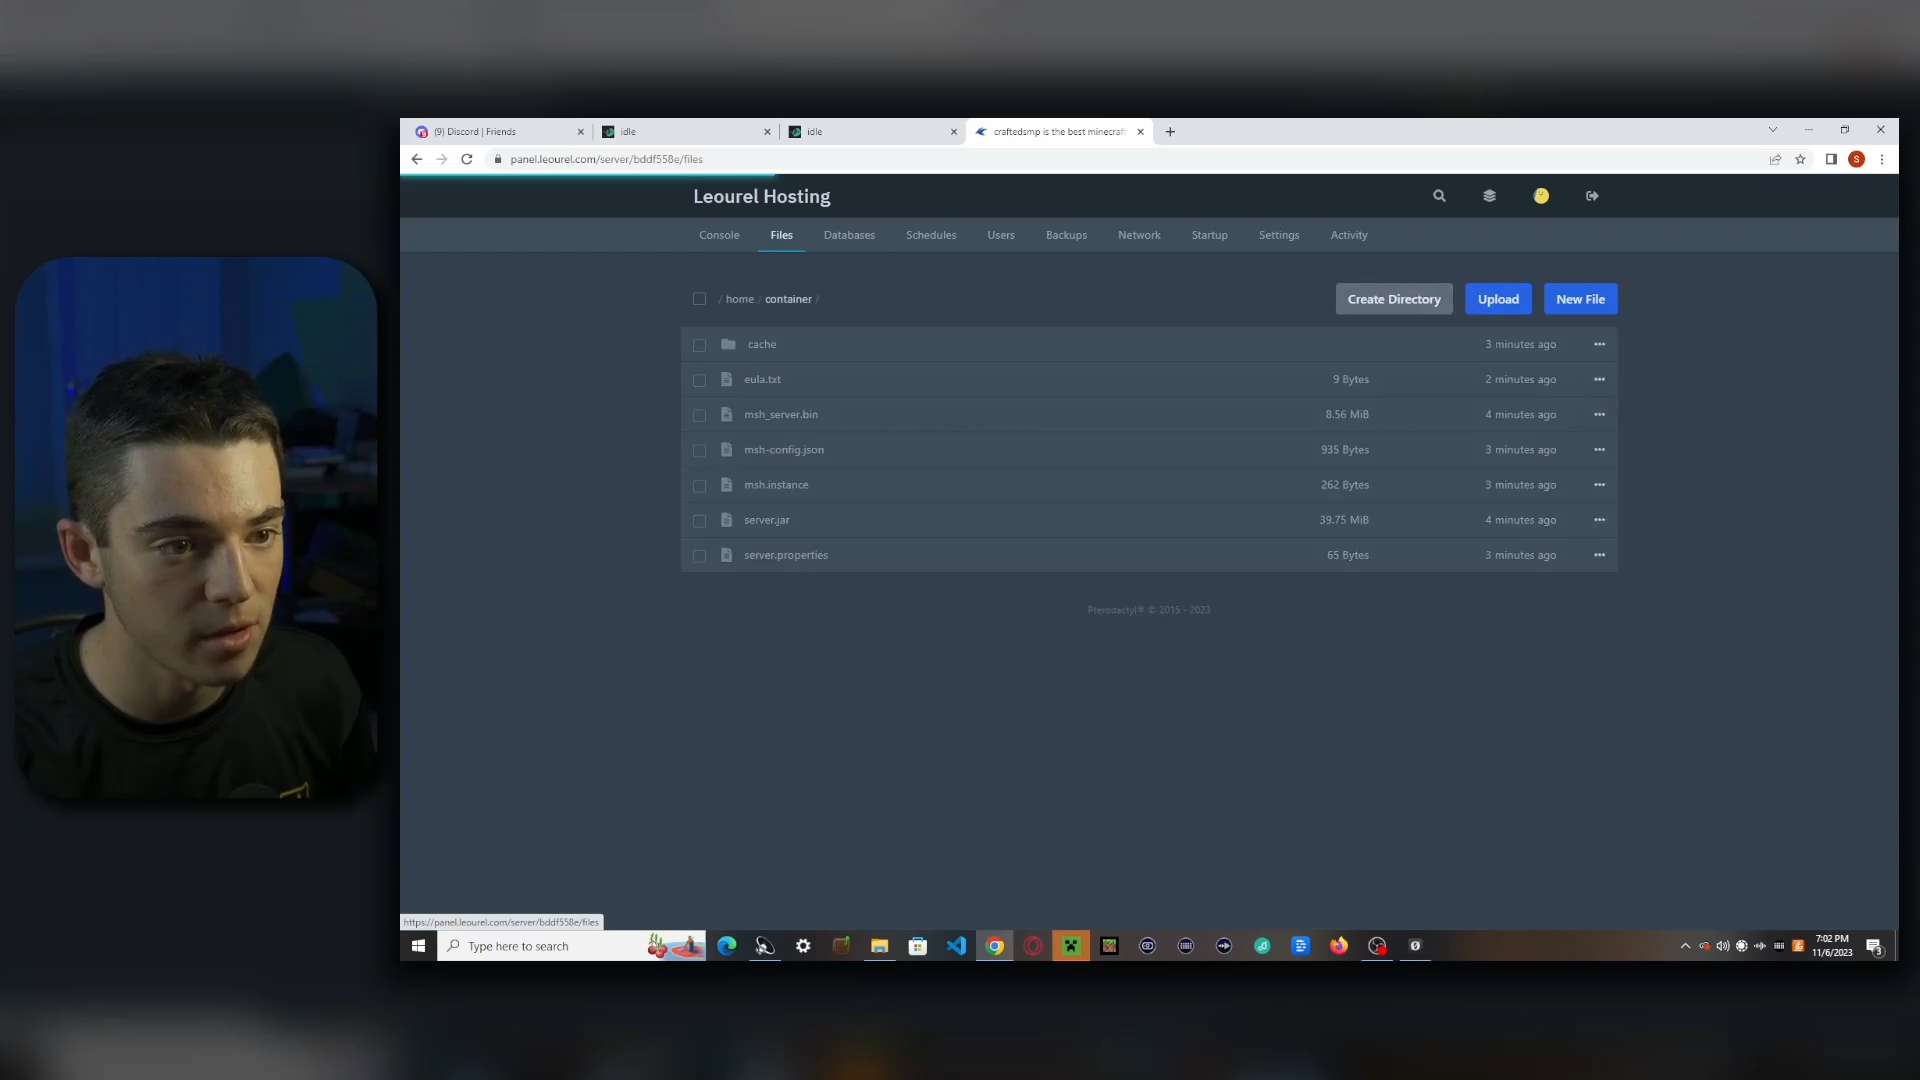 (9) Discord | Friends
idle
idle
craftedsmp is the best minecraft
panel.leourel.com/server/bddf558e/files
S
Leourel Hosting
Console
Files
Databases
Schedules
Users
Backups
Network
Startup
Settings
Activity
/ home / container /
Create Directory
Upload
New File
cache
3 minutes ago
eula.txt
9 Bytes
2 minutes ago
msh_server.bin
8.56 MiB
4 minutes ago
msh-config.json
935 Bytes
3 minutes ago
msh.instance
262 Bytes
3 minutes ago
server.jar
39.75 MiB
4 minutes ago
server.properties
65 Bytes
3 minutes ago
Pterodactyl® © 2015 - 2023
https://panel.leourel.com/server/bddf558e/files
Type here to search
7:02 PM
11/6/2023
3